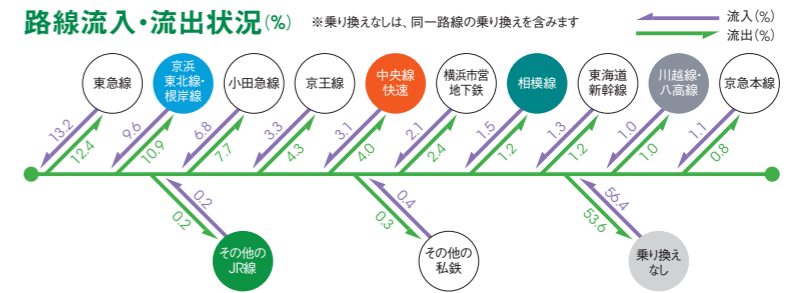 路線流入・流出状況(%) ※乗り換えなしは、同一路線の乗り換えを含みます
流入(%)
流出(%)
東急線
京浜
東北線・
根岸線
小田急線
京王線
中央線
快速
横浜市営
地下鉄
相模線
東海道
新幹線
川越線・
八高線
京急本線
13.2
12.4
9.6
10.9
6.8
7.7
3.3
4.3
3.1
4.0
2.1
2.4
1.5
1.2
1.3
1.2
1.0
1.0
1.1
0.8
0.2
0.2
その他の
JR線
0.4
0.3
その他の
私鉄
56.4
53.6
乗り換え
なし